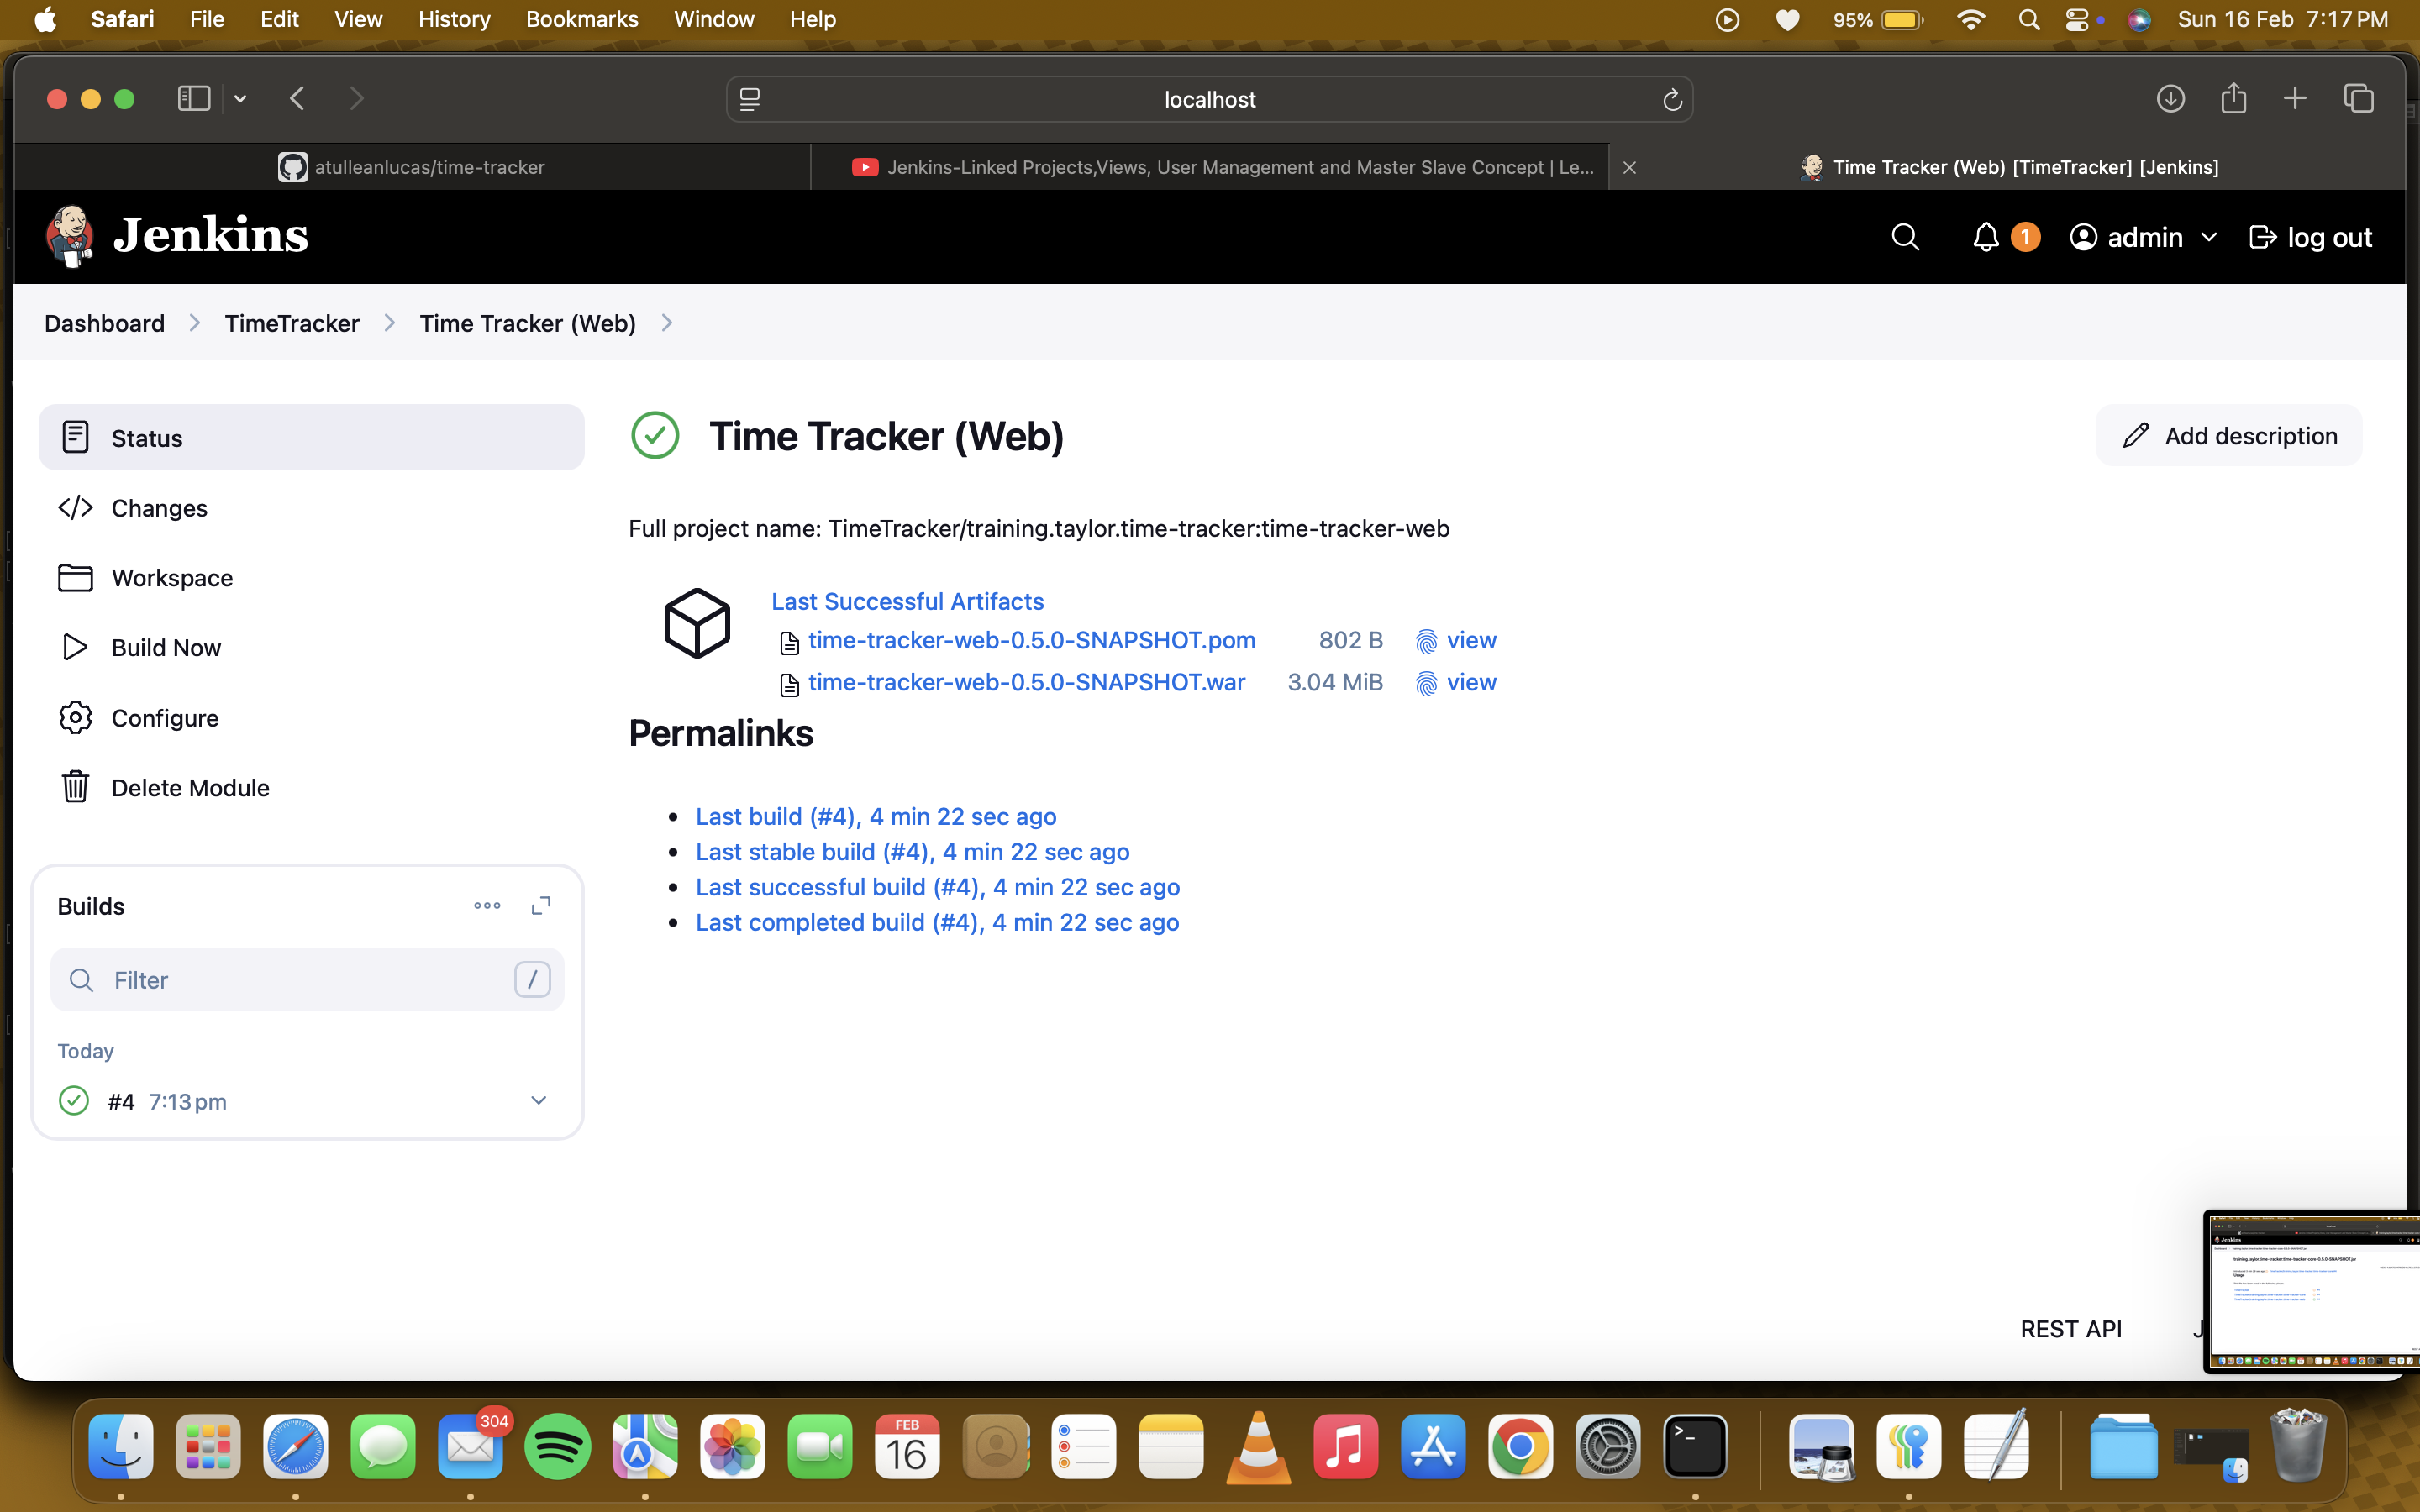 Safari File Edit View History Bookmarks Window Help 95% Sun 16 Feb 7:17 PM
localhost
atulleanlucas/time-tracker
Jenkins-Linked Projects,Views, User Management and Master Slave Concept | Le...
Time Tracker (Web) [TimeTracker] [Jenkins]
Jenkins
1 admin log out
Dashboard TimeTracker Time Tracker (Web)
Status
Changes
Workspace
Build Now
Configure
Delete Module
Builds
Filter /
Today
#4 7:13 pm
Time Tracker (Web)
Add description
Full project name: TimeTracker/training.taylor.time-tracker:time-tracker-web
Last Successful Artifacts
time-tracker-web-0.5.0-SNAPSHOT.pom 802 B view
time-tracker-web-0.5.0-SNAPSHOT.war 3.04 MiB view
Permalinks
Last build (#4), 4 min 22 sec ago
Last stable build (#4), 4 min 22 sec ago
Last successful build (#4), 4 min 22 sec ago
Last completed build (#4), 4 min 22 sec ago
REST API
Jenkins
304
FEB
16